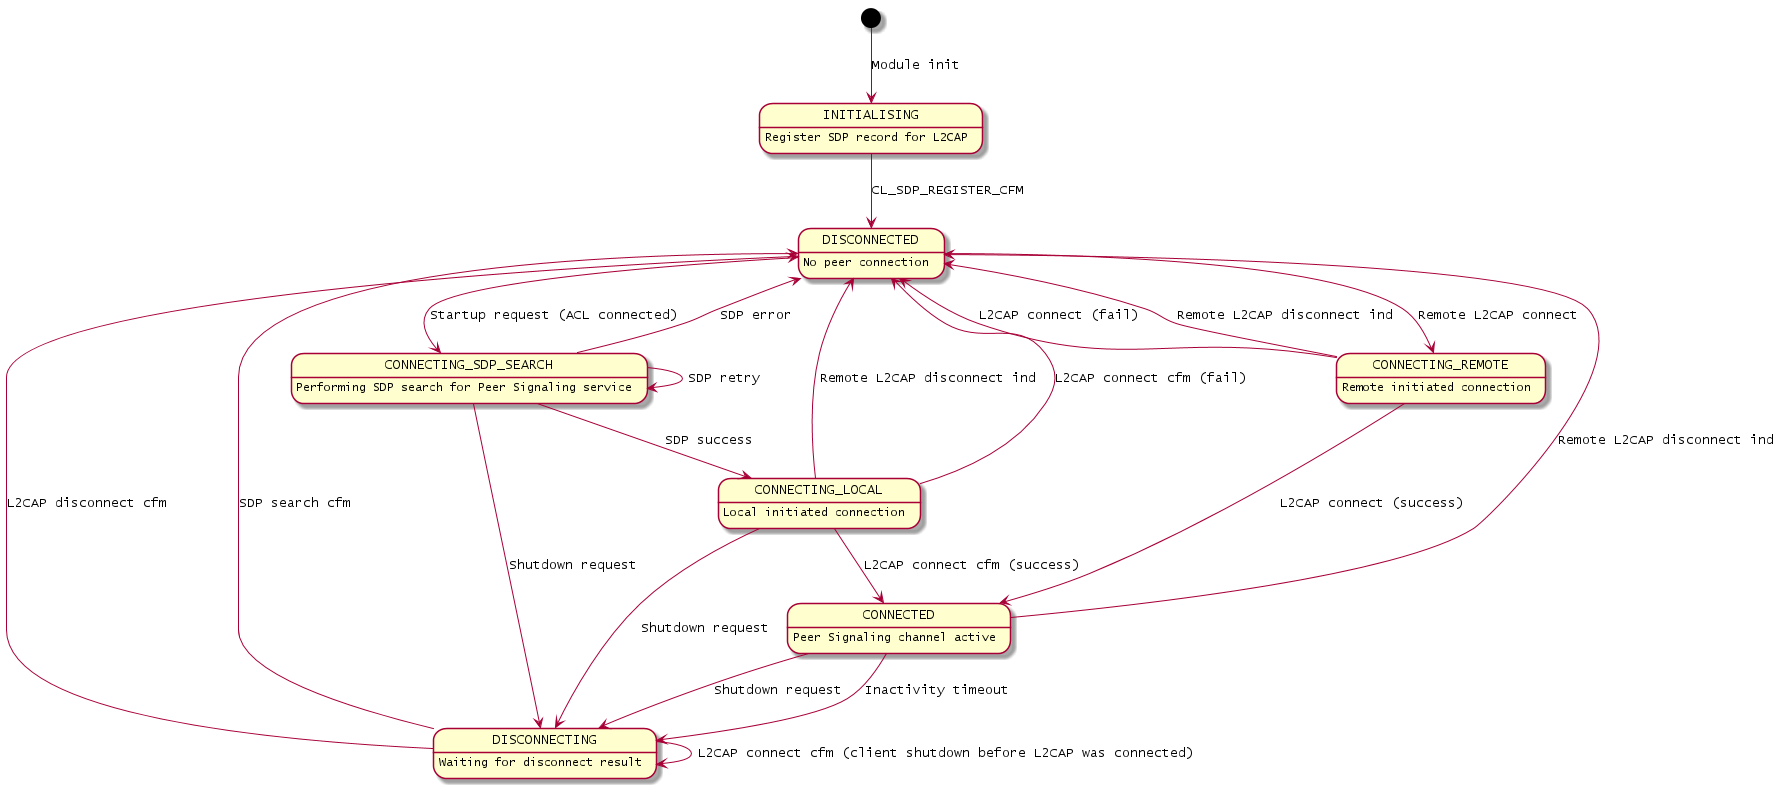 Module init
INITIALISING
Register SDP record for L2CAP
CL_SDP_REGISTER_CFM
DISCONNECTED
No peer connection
Startup request (ACL connected)
SDP error
L2CAP connect (fail)
Remote L2CAP disconnect ind
Remote L2CAP connect
CONNECTING_SDP_SEARCH
Performing SDP search for Peer Signaling service
SDP retry
Remote L2CAP disconnect ind
L2CAP connect cfm (fail)
CONNECTING_REMOTE
Remote initiated connection
SDP success
Remote L2CAP disconnect ind
CONNECTING_LOCAL
Local initiated connection
L2CAP disconnect cfm
SDP search cfm
L2CAP connect (success)
Shutdown request
L2CAP connect cfm (success)
CONNECTED
Peer Signaling channel active
Shutdown request
Shutdown request
Inactivity timeout
DISCONNECTING
Waiting for disconnect result
L2CAP connect cfm (client shutdown before L2CAP was connected)